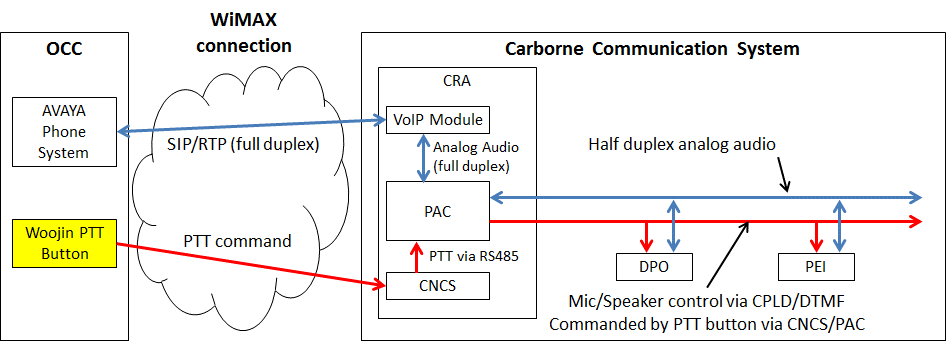 WiMAX
connection
OCC
Carborne Communication System
CRA
AVAYA
Phone
System
VoIP Module
SIP/RTP (full duplex)
Analog Audio
(full duplex)
Half duplex analog audio
PAC
Woojin PTT
Button
PTT command
PTT via RS485
CNCS
DPO
PEI
Mic/Speaker control via CPLD/DTMF
Commanded by PTT button via CNCS/PAC